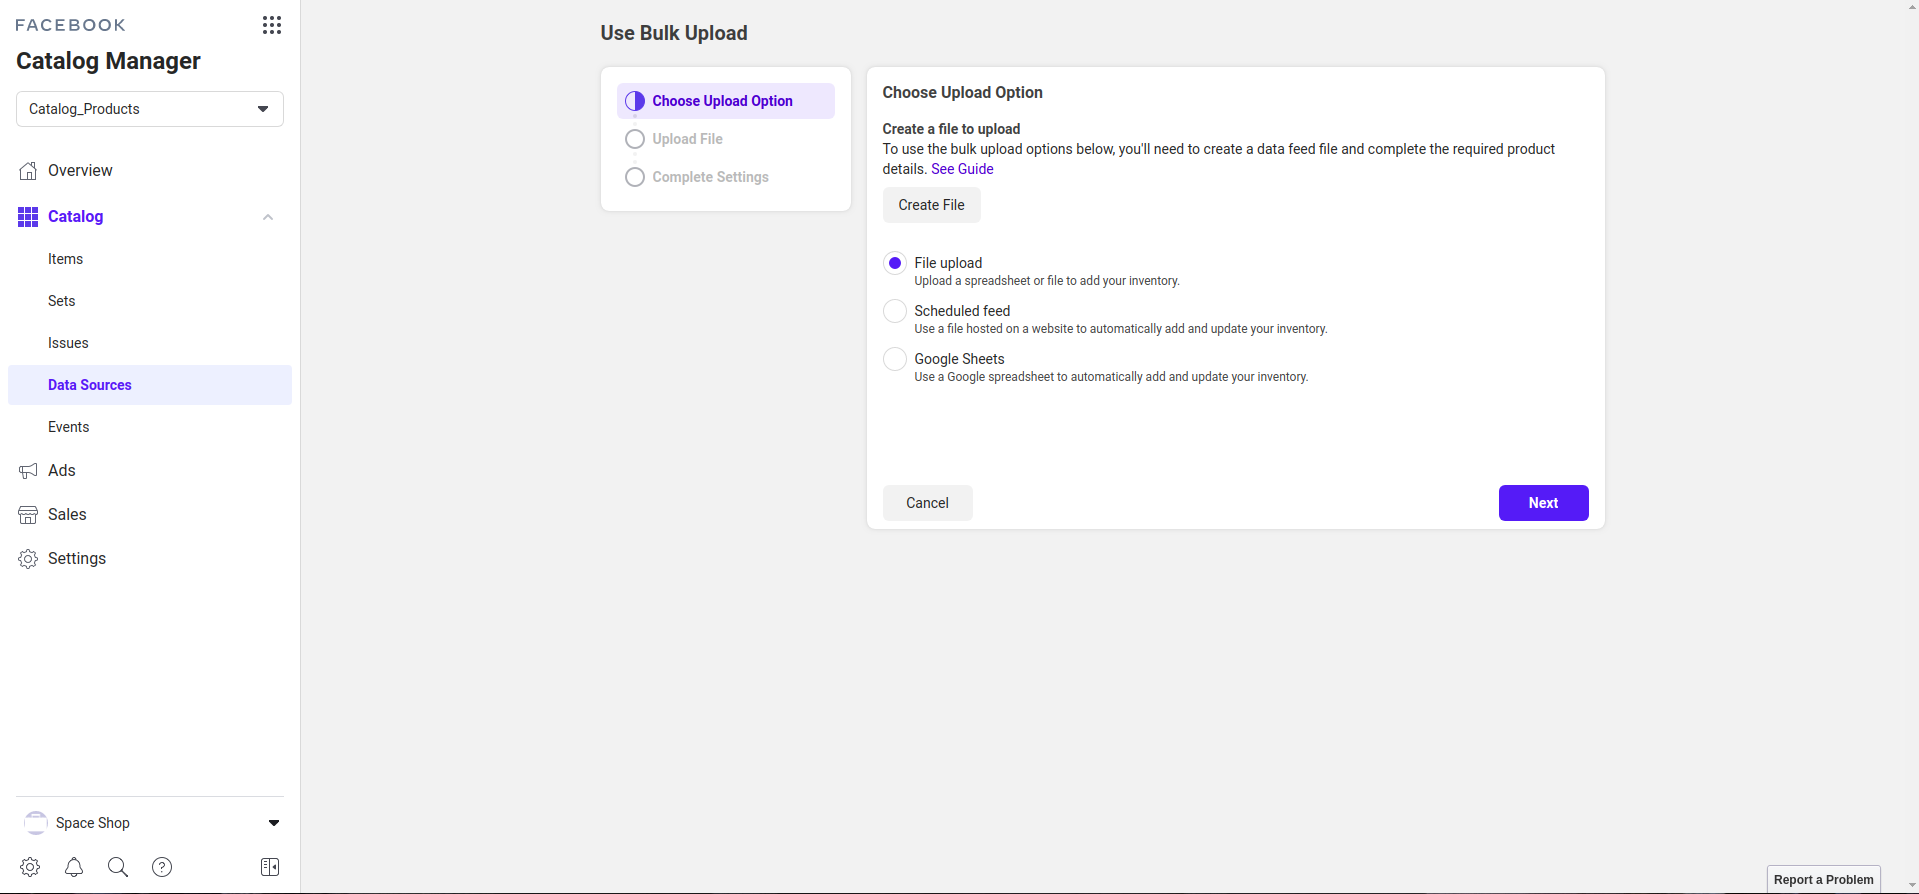 FACEBOOK
Catalog Manager
Catalog_Products
Overview
Catalog
Items
Sets
Issues
Data Sources
Events
Ads
Sales
Settings
Space Shop
Use Bulk Upload
Choose Upload Option
Upload File
Complete Settings
Choose Upload Option
Create a file to upload
To use the bulk upload options below, you'll need to create a data feed file and complete the required product
details. See Guide
Create File
File upload
Upload a spreadsheet or file to add your inventory.
Scheduled feed
Use a file hosted on a website to automatically add and update your inventory.
Google Sheets
Use a Google spreadsheet to automatically add and update your inventory.
Cancel
Next
Report a Problem